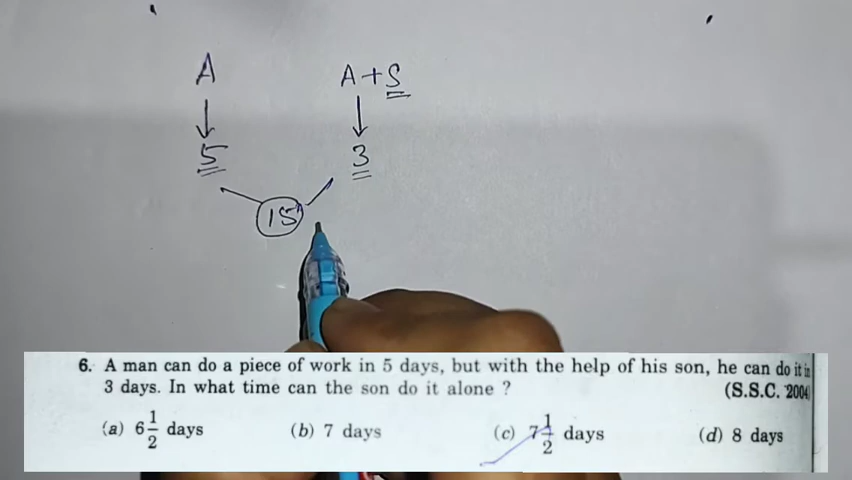 A A+S
5 3
15
6. A man can do a piece of work in 5 days, but with the help of his son, he can do it in
3 days. In what time can the son do it alone ? (S.S.C. 2004)
(a) 6 1/2 days (b) 7 days (c) 7 1/2 days (d) 8 days